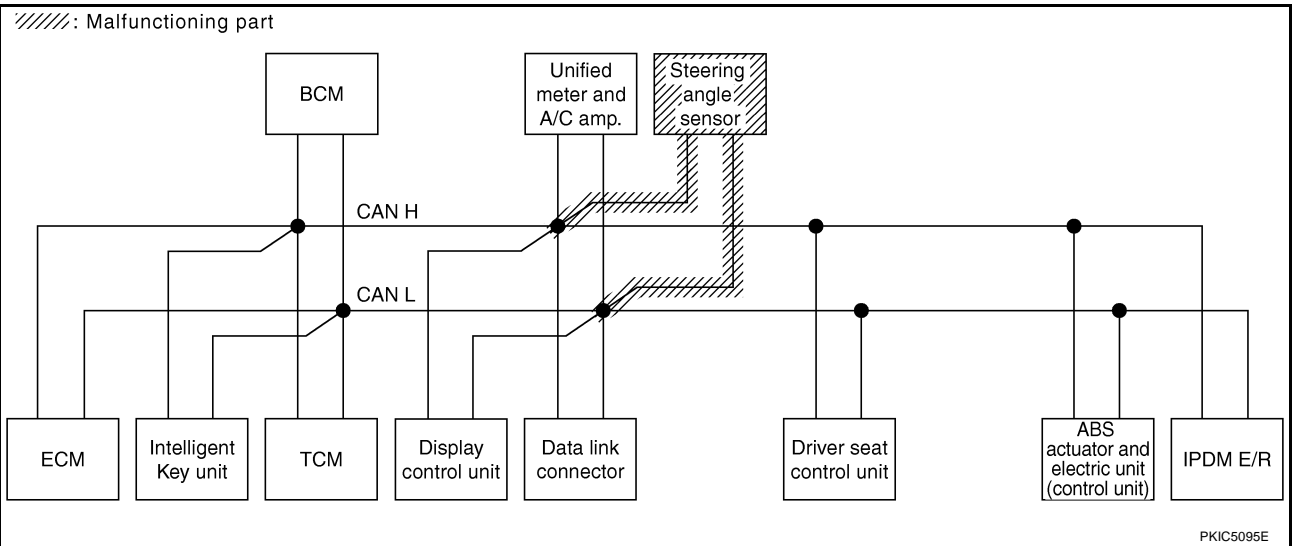 : Malfunctioning part
BCM
Unified
meter and
A/C amp.
Steering
angle
sensor
CAN H
CAN L
ECM
Intelligent
Key unit
TCM
Display
control unit
Data link
connector
Driver seat
control unit
ABS
actuator and
electric unit
(control unit)
IPDM E/R
PKIC5095E